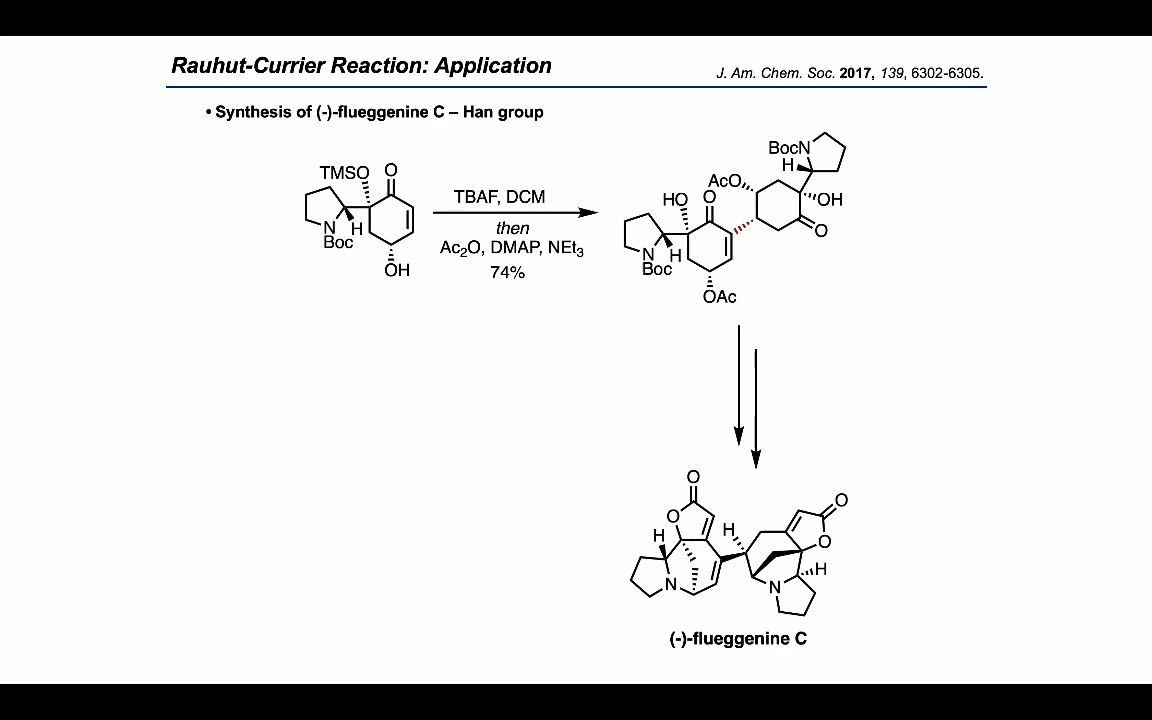 Rauhut-Currier Reaction: Application
J. Am. Chem. Soc. 2017, 139, 6302-6305.
• Synthesis of (-)-flueggenine C – Han group
TMSO
O
N
H
Boc
OH
TBAF, DCM
then
Ac₂O, DMAP, NEt₃
74%
BocN
H
AcO
OH
HO
O
O
N
H
Boc
OAc
O
O
H
N
H
O
O
H
N
(-)-flueggenine C